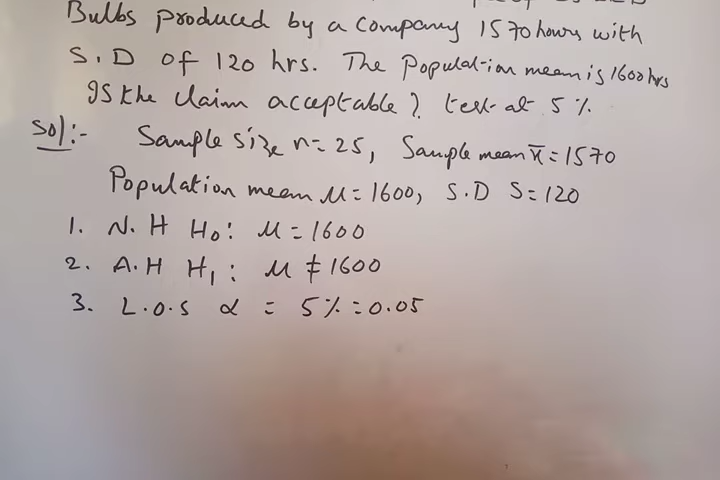 Bulbs produced by a company 1570 hours with
S.D of 120 hrs. The Population mean is 1600 hrs
Is the claim acceptable? test at 5 %.
Sol:- Sample size n = 25, Sample mean x̄ = 1570
Population mean μ = 1600, S.D S = 120
1. N.H H₀: μ = 1600
2. A.H H₁: μ ≠ 1600
3. L.O.S α = 5% = 0.05